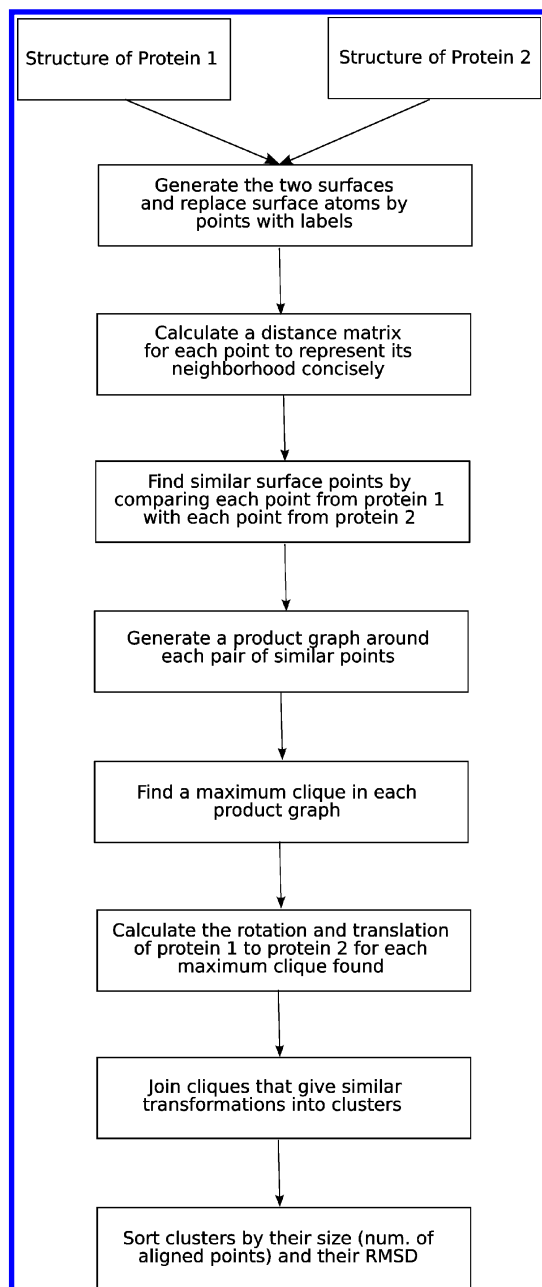 Structure of Protein 1
Structure of Protein 2
Generate the two surfaces
and replace surface atoms by
points with labels
Calculate a distance matrix
for each point to represent its
neighborhood concisely
Find similar surface points by
comparing each point from protein 1
with each point from protein 2
Generate a product graph around
each pair of similar points
Find a maximum clique in each
product graph
Calculate the rotation and translation
of protein 1 to protein 2 for each
maximum clique found
Join cliques that give similar
transformations into clusters
Sort clusters by their size (num. of
aligned points) and their RMSD